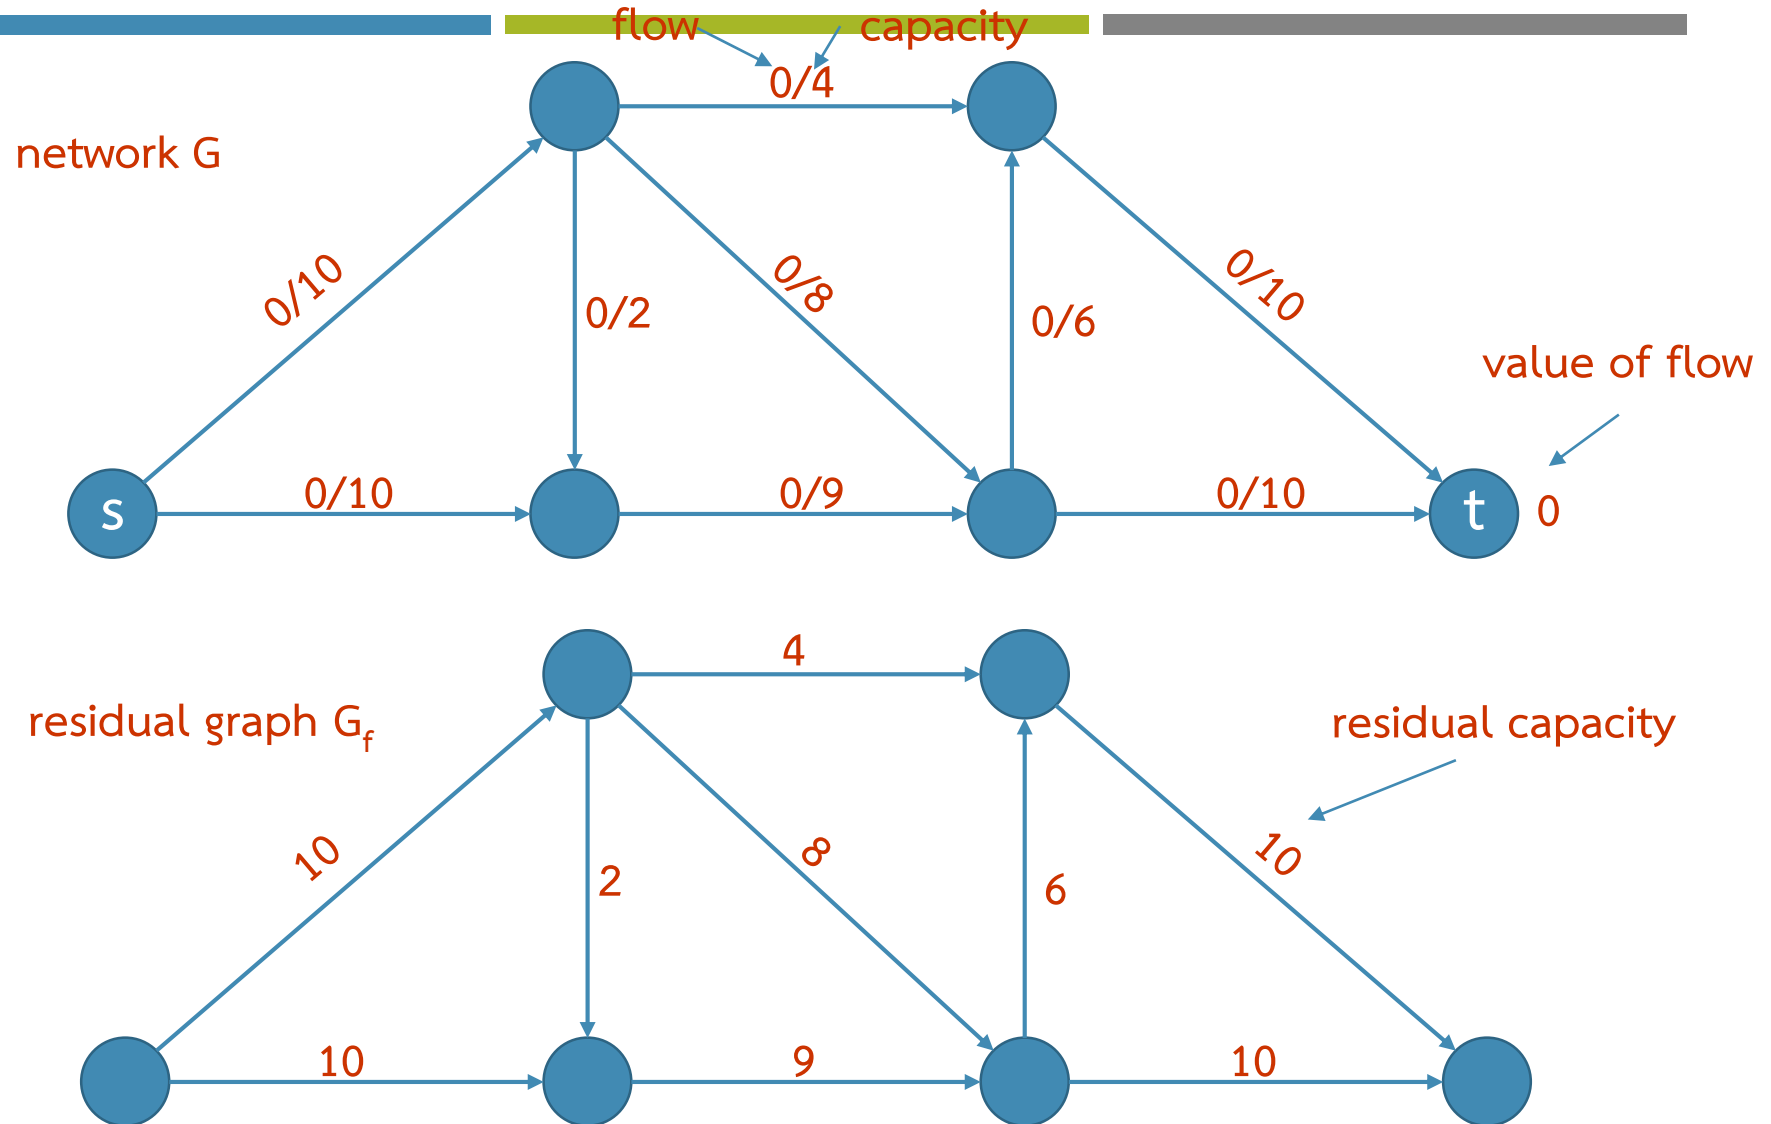 flow
capacity
0/4
network G
0/10
0/2
0/8
0/6
0/10
value of flow
s
0/10
0/9
0/10
t
0
4
residual graph Gf
residual capacity
10
2
8
6
10
10
9
10